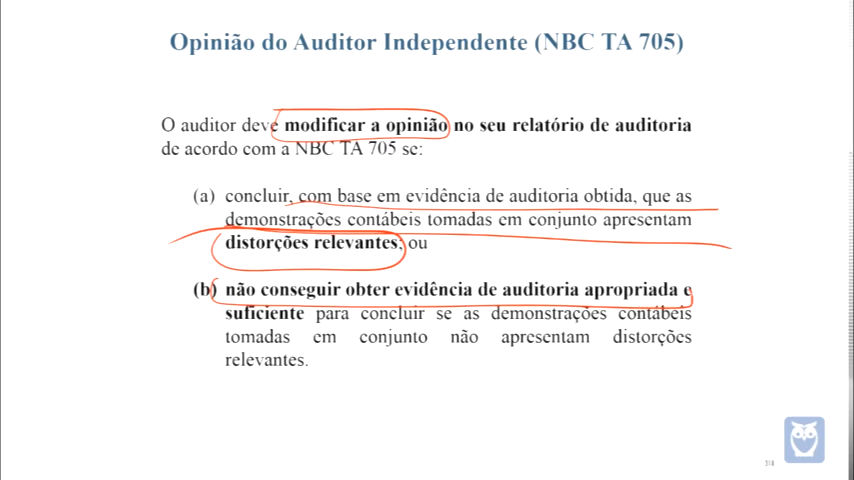 Opinião do Auditor Independente (NBC TA 705)
O auditor deve modificar a opinião no seu relatório de auditoria
de acordo com a NBC TA 705 se:
(a) concluir, com base em evidência de auditoria obtida, que as
demonstrações contábeis tomadas em conjunto apresentam
distorções relevantes; ou
(b) não conseguir obter evidência de auditoria apropriada e
suficiente para concluir se as demonstrações contábeis
tomadas em conjunto não apresentam distorções
relevantes.
318